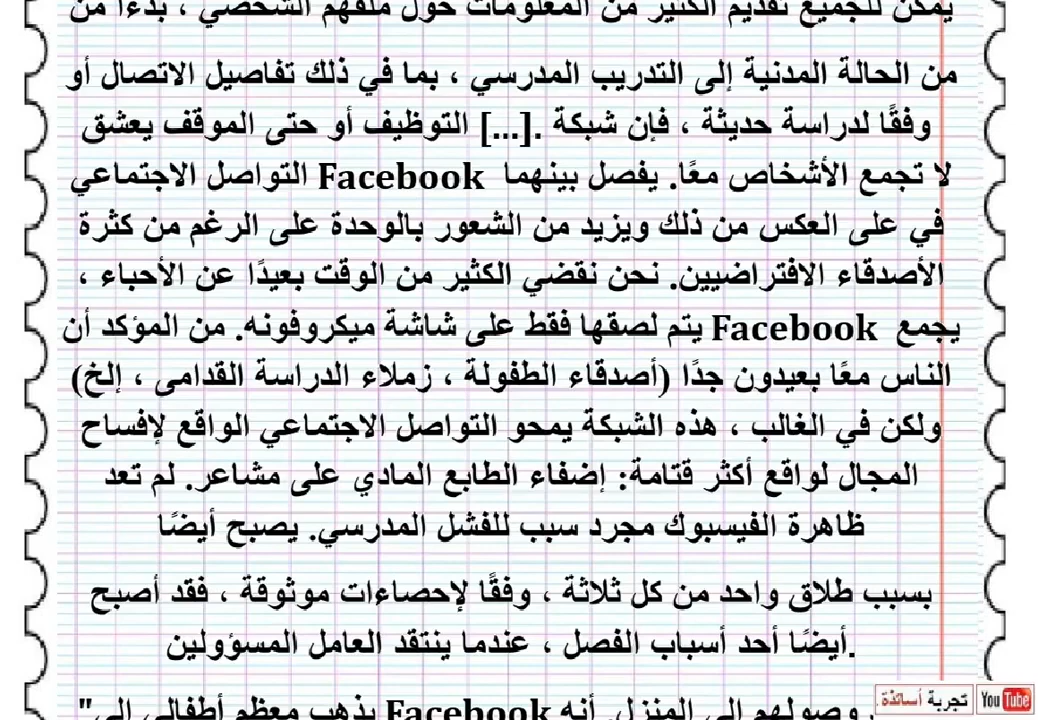 يمكن للجميع تقديم الكثير من المعلومات حول ملفهم الشخصي ، بدءًا من
من الحالة المدنية إلى التدريب المدرسي ، بما في ذلك تفاصيل الاتصال أو
وفقًا لدراسة حديثة ، فإن شبكة .[...] التوظيف أو حتى الموقف يعشق
لا تجمع الأشخاص معًا. يفصل بينهما Facebook التواصل الاجتماعي
في على العكس من ذلك ويزيد من الشعور بالوحدة على الرغم من كثرة
الأصدقاء الافتراضيين. نحن نقضي الكثير من الوقت بعيدًا عن الأحباء ،
يجمع Facebook يتم لصقها فقط على شاشة ميكروفونه. من المؤكد أن
الناس معًا بعيدون جدًا (أصدقاء الطفولة ، زملاء الدراسة القدامى ، إلخ)
ولكن في الغالب ، هذه الشبكة يمحو التواصل الاجتماعي الواقع لإفساح
المجال لواقع أكثر قتامة: إضفاء الطابع المادي على مشاعر. لم تعد
ظاهرة الفيسبوك مجرد سبب للفشل المدرسي. يصبح أيضًا
بسبب طلاق واحد من كل ثلاثة ، وفقًا لإحصاءات موثوقة ، فقد أصبح
.أيضًا أحد أسباب الفصل ، عندما ينتقد العامل المسؤولين
وصولهم إلى المنزل. أنه Facebook يذهب معظم أطفالي إلى"
تجربة أساتذة. YouTube